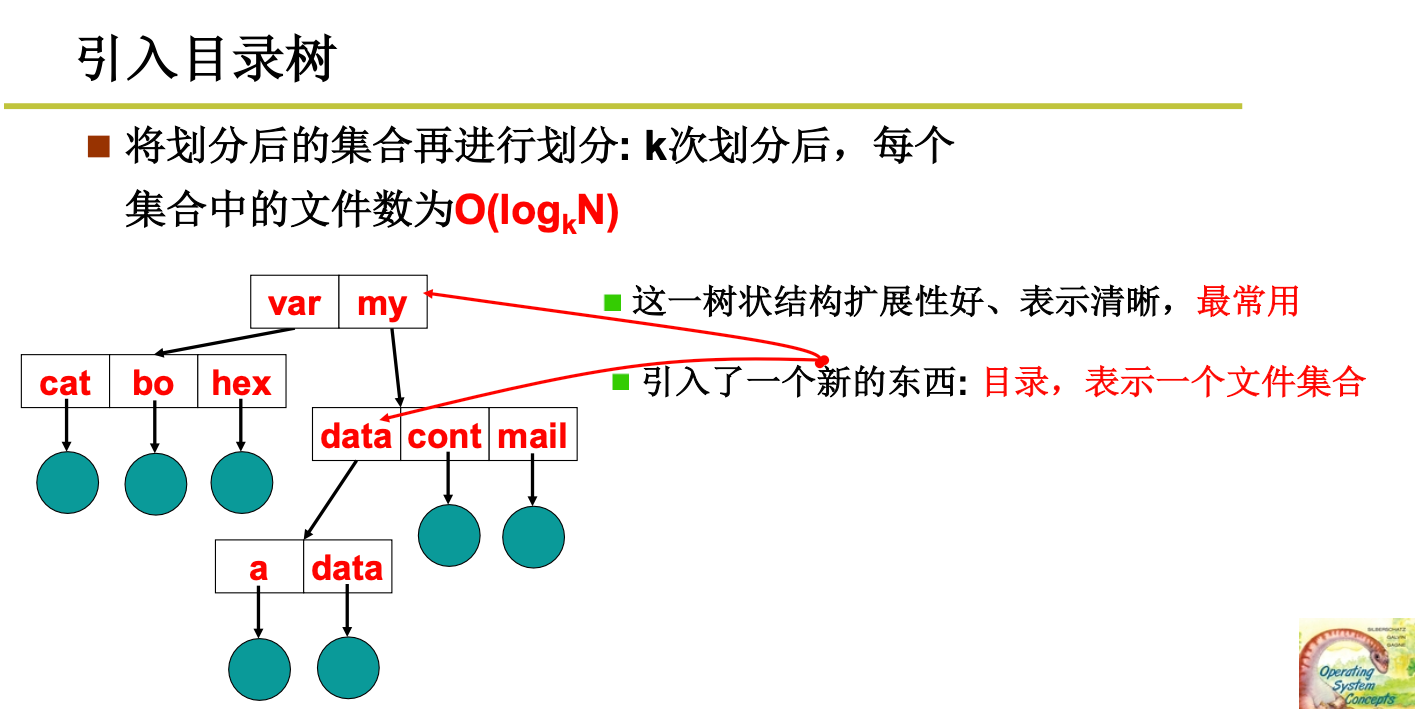 引入目录树
将划分后的集合再进行划分: k次划分后，每个
集合中的文件数为O(logkN)
var my
这一树状结构扩展性好、表示清晰，最常用
cat bo hex
引入了一个新的东西: 目录，表示一个文件集合
data cont mail
a data
SILBERSCHATZ
GALVIN
GAGNE
Operating
System
Concepts